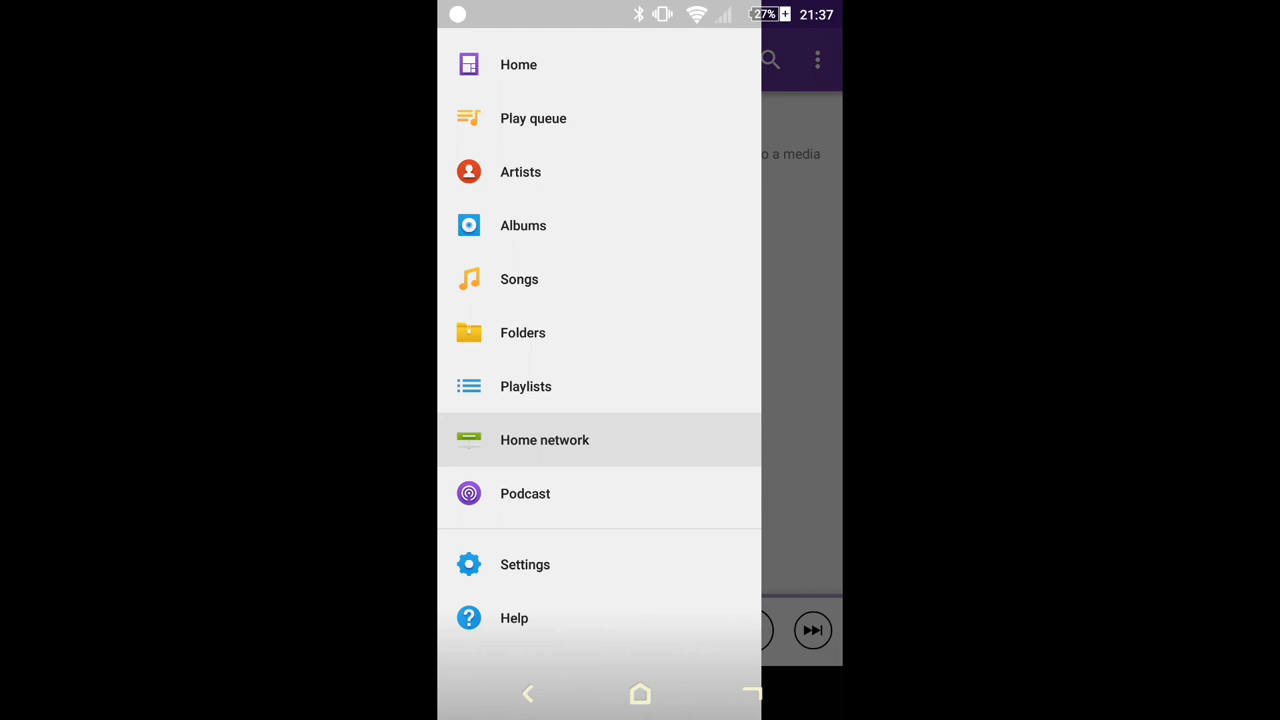 27% 21:37
Home
Play queue
o a media
Artists
Albums
Songs
Folders
Playlists
Home network
Podcast
Settings
Help